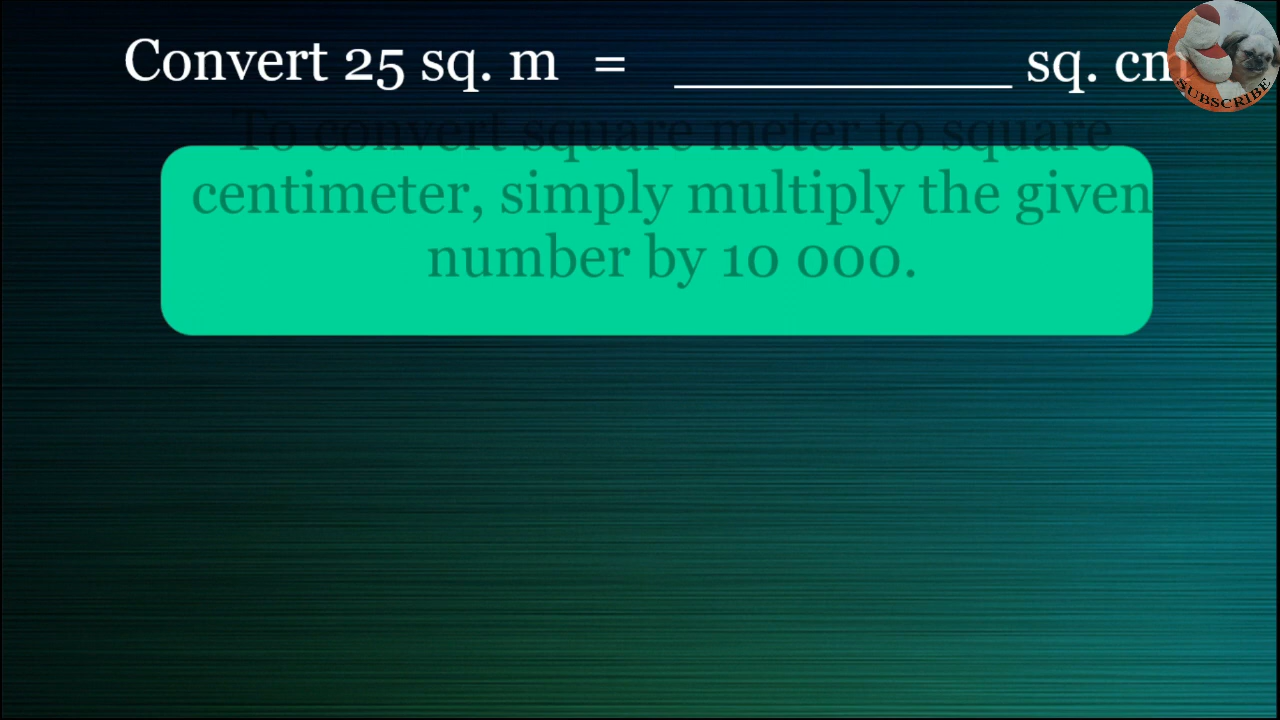 Convert 25 sq. m = ____________ sq. cm
To convert square meter to square
centimeter, simply multiply the given
number by 10 000.
SUBSCRIBE